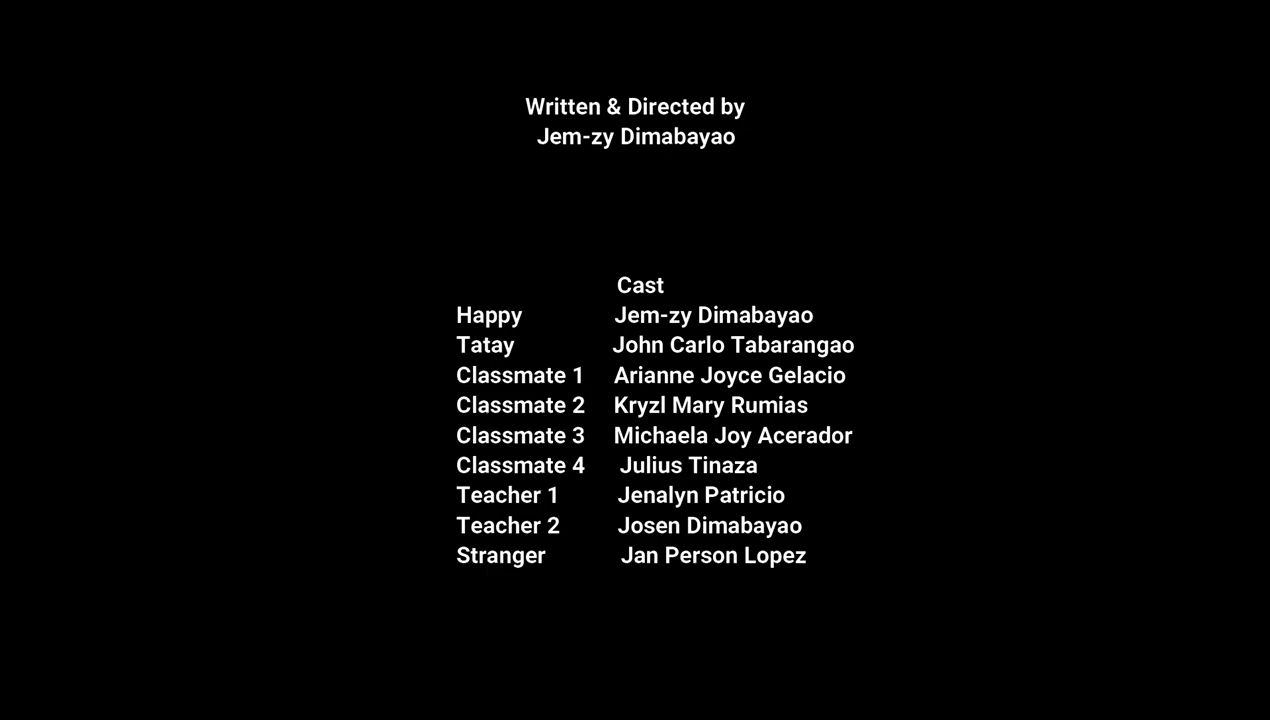 Written & Directed by
Jem-zy Dimabayao
Cast
Happy Jem-zy Dimabayao
Tatay John Carlo Tabarangao
Classmate 1 Arianne Joyce Gelacio
Classmate 2 Kryzl Mary Rumias
Classmate 3 Michaela Joy Acerador
Classmate 4 Julius Tinaza
Teacher 1 Jenalyn Patricio
Teacher 2 Josen Dimabayao
Stranger Jan Person Lopez